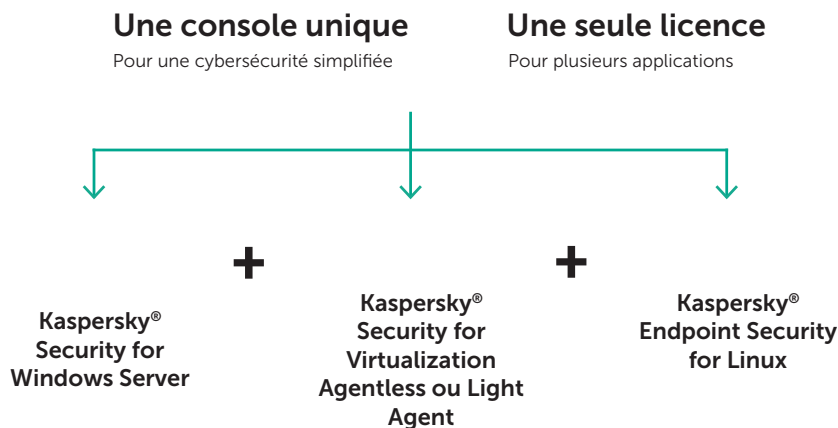 Une console unique
Pour une cybersécurité simplifiée
Une seule licence
Pour plusieurs applications
+
+
Kaspersky®
Security for
Windows Server
Kaspersky®
Security for
Virtualization
Agentless ou Light
Agent
Kaspersky®
Endpoint Security
for Linux